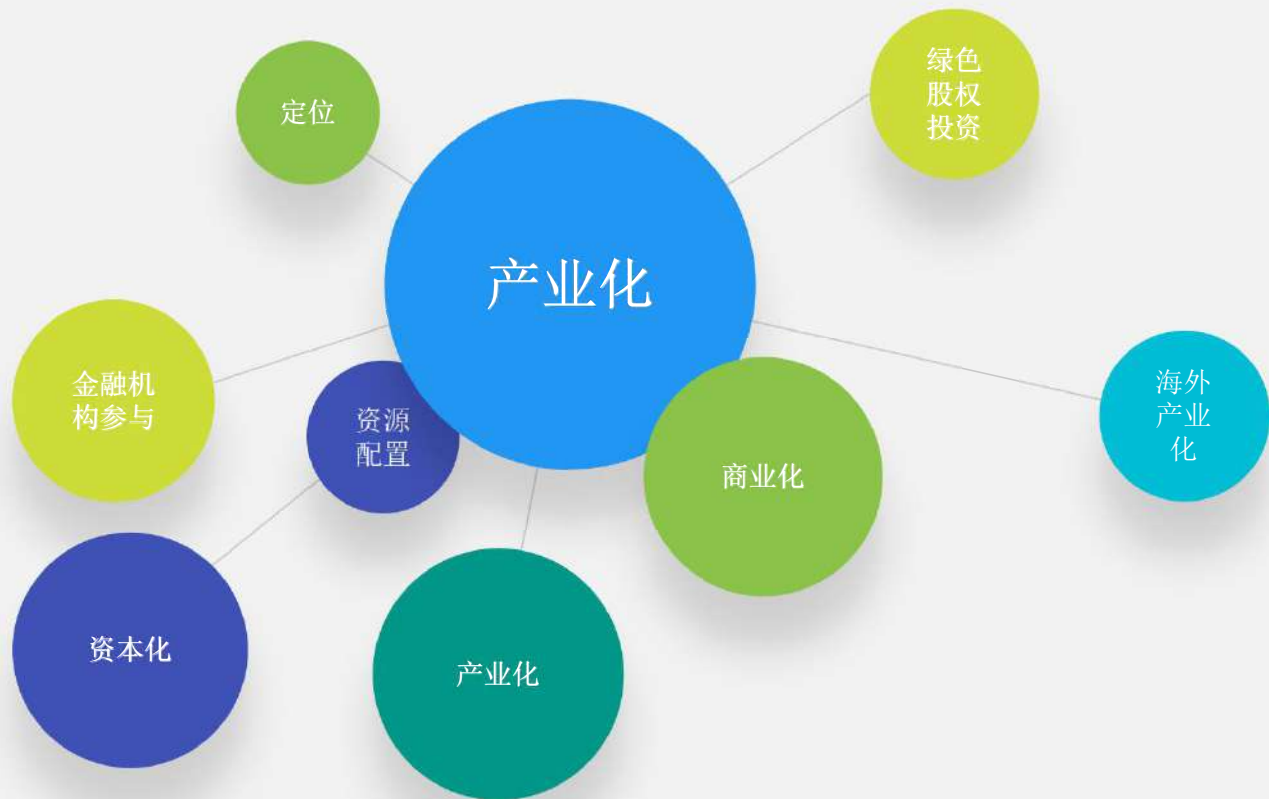 绿色
股权
投资
定位
产业化
金融机
构参与
资源
配置
海外
产业
化
商业化
资本化
产业化